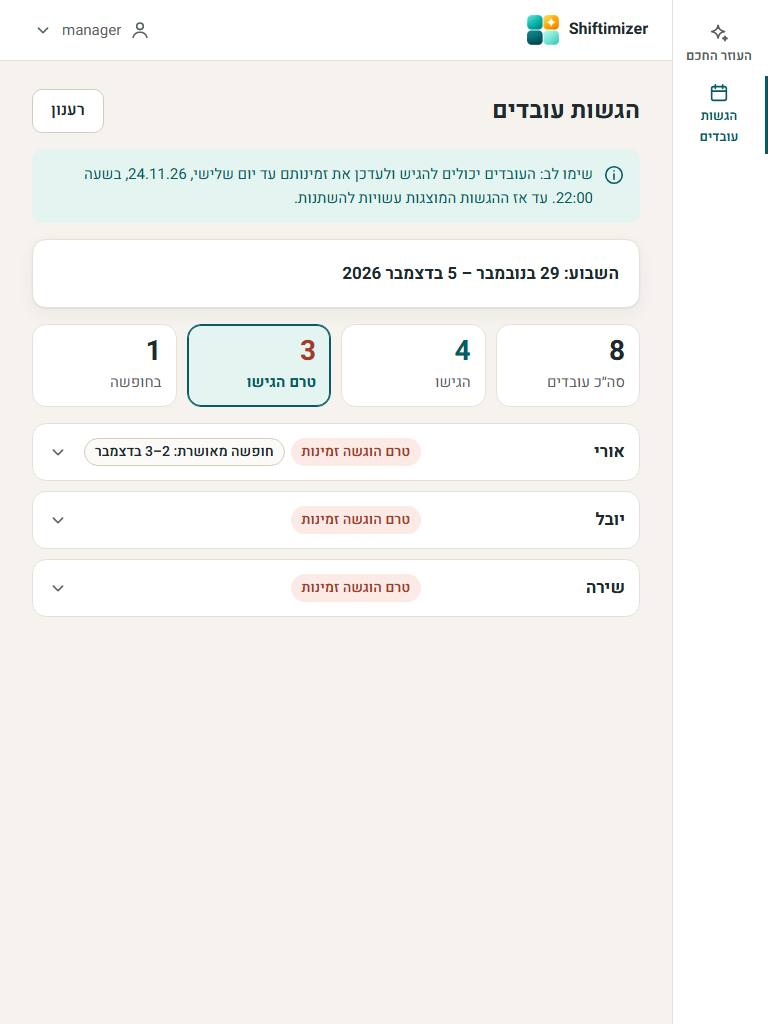 העוזר החכם
הגשות
עובדים
Shiftimizer
manager
הגשות עובדים
רענון
שימו לב: העובדים יכולים להגיש ולעדכן את זמינותם עד יום שלישי, 24.11.26, בשעה
22:00. עד אז ההגשות המוצגות עשויות להשתנות.
השבוע: 29 בנובמבר – 5 בדצמבר 2026
8
סה"כ עובדים
4
הגישו
3
טרם הגישו
1
בחופשה
אורי
טרם הוגשה זמינות
חופשה מאושרת: 2–3 בדצמבר
יובל
טרם הוגשה זמינות
שירה
טרם הוגשה זמינות